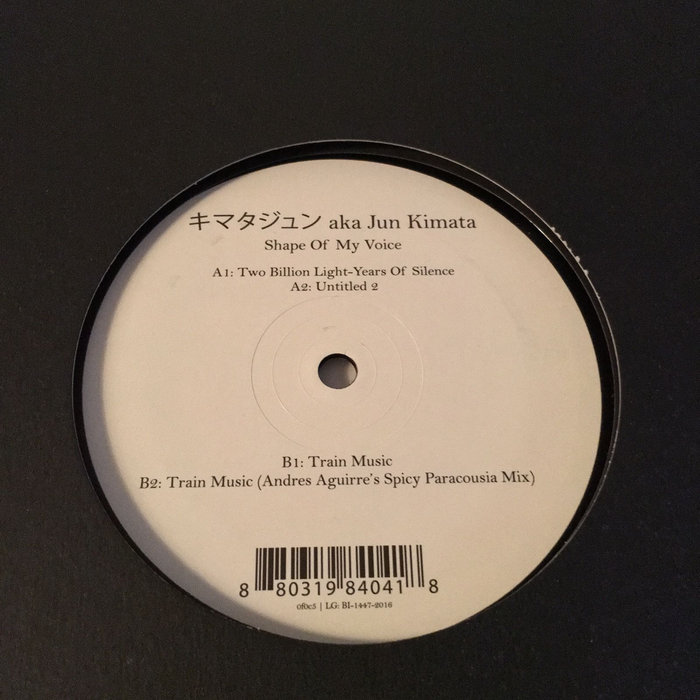 キマタジュン aka Jun Kimata
Shape Of My Voice
A1: Two Billion Light-Years Of Silence
A2: Untitled 2
B1: Train Music
B2: Train Music (Andres Aguirre's Spicy Paracousia Mix)
8 80319 84041 8
0f0c5 | LG: BI-1447-2016